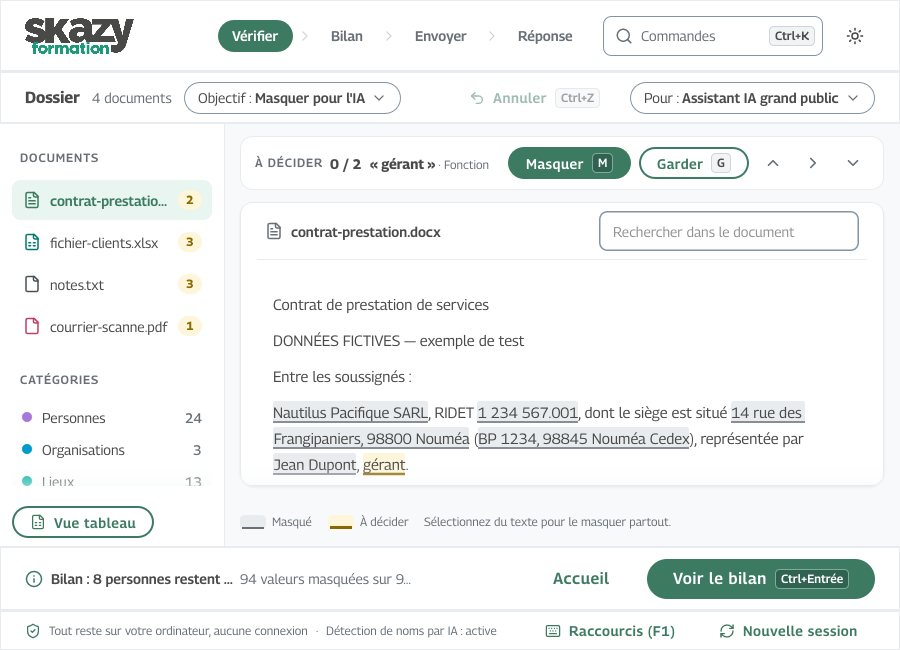 skazy
formation
Vérifier
Bilan
Envoyer
Réponse
Commandes
Ctrl+K
Dossier
4 documents
Objectif : Masquer pour l'IA
Annuler
Ctrl+Z
Pour : Assistant IA grand public
DOCUMENTS
contrat-prestatio... 2
fichier-clients.xlsx 3
notes.txt 3
courrier-scanne.pdf 1
CATÉGORIES
Personnes 24
Organisations 3
Lieux 13
Vue tableau
À DÉCIDER 0 / 2 « gérant » · Fonction
Masquer M
Garder G
contrat-prestation.docx
Rechercher dans le document
Contrat de prestation de services
DONNÉES FICTIVES — exemple de test
Entre les soussignés :
Nautilus Pacifique SARL, RIDET 1 234 567.001, dont le siège est situé 14 rue des
Frangipaniers, 98800 Nouméa (BP 1234, 98845 Nouméa Cedex), représentée par
Jean Dupont, gérant.
Masqué
À décider
Sélectionnez du texte pour le masquer partout.
Bilan : 8 personnes restent ... 94 valeurs masquées sur 9...
Accueil
Voir le bilan Ctrl+Entrée
Tout reste sur votre ordinateur, aucune connexion · Détection de noms par IA : active
Raccourcis (F1)
Nouvelle session